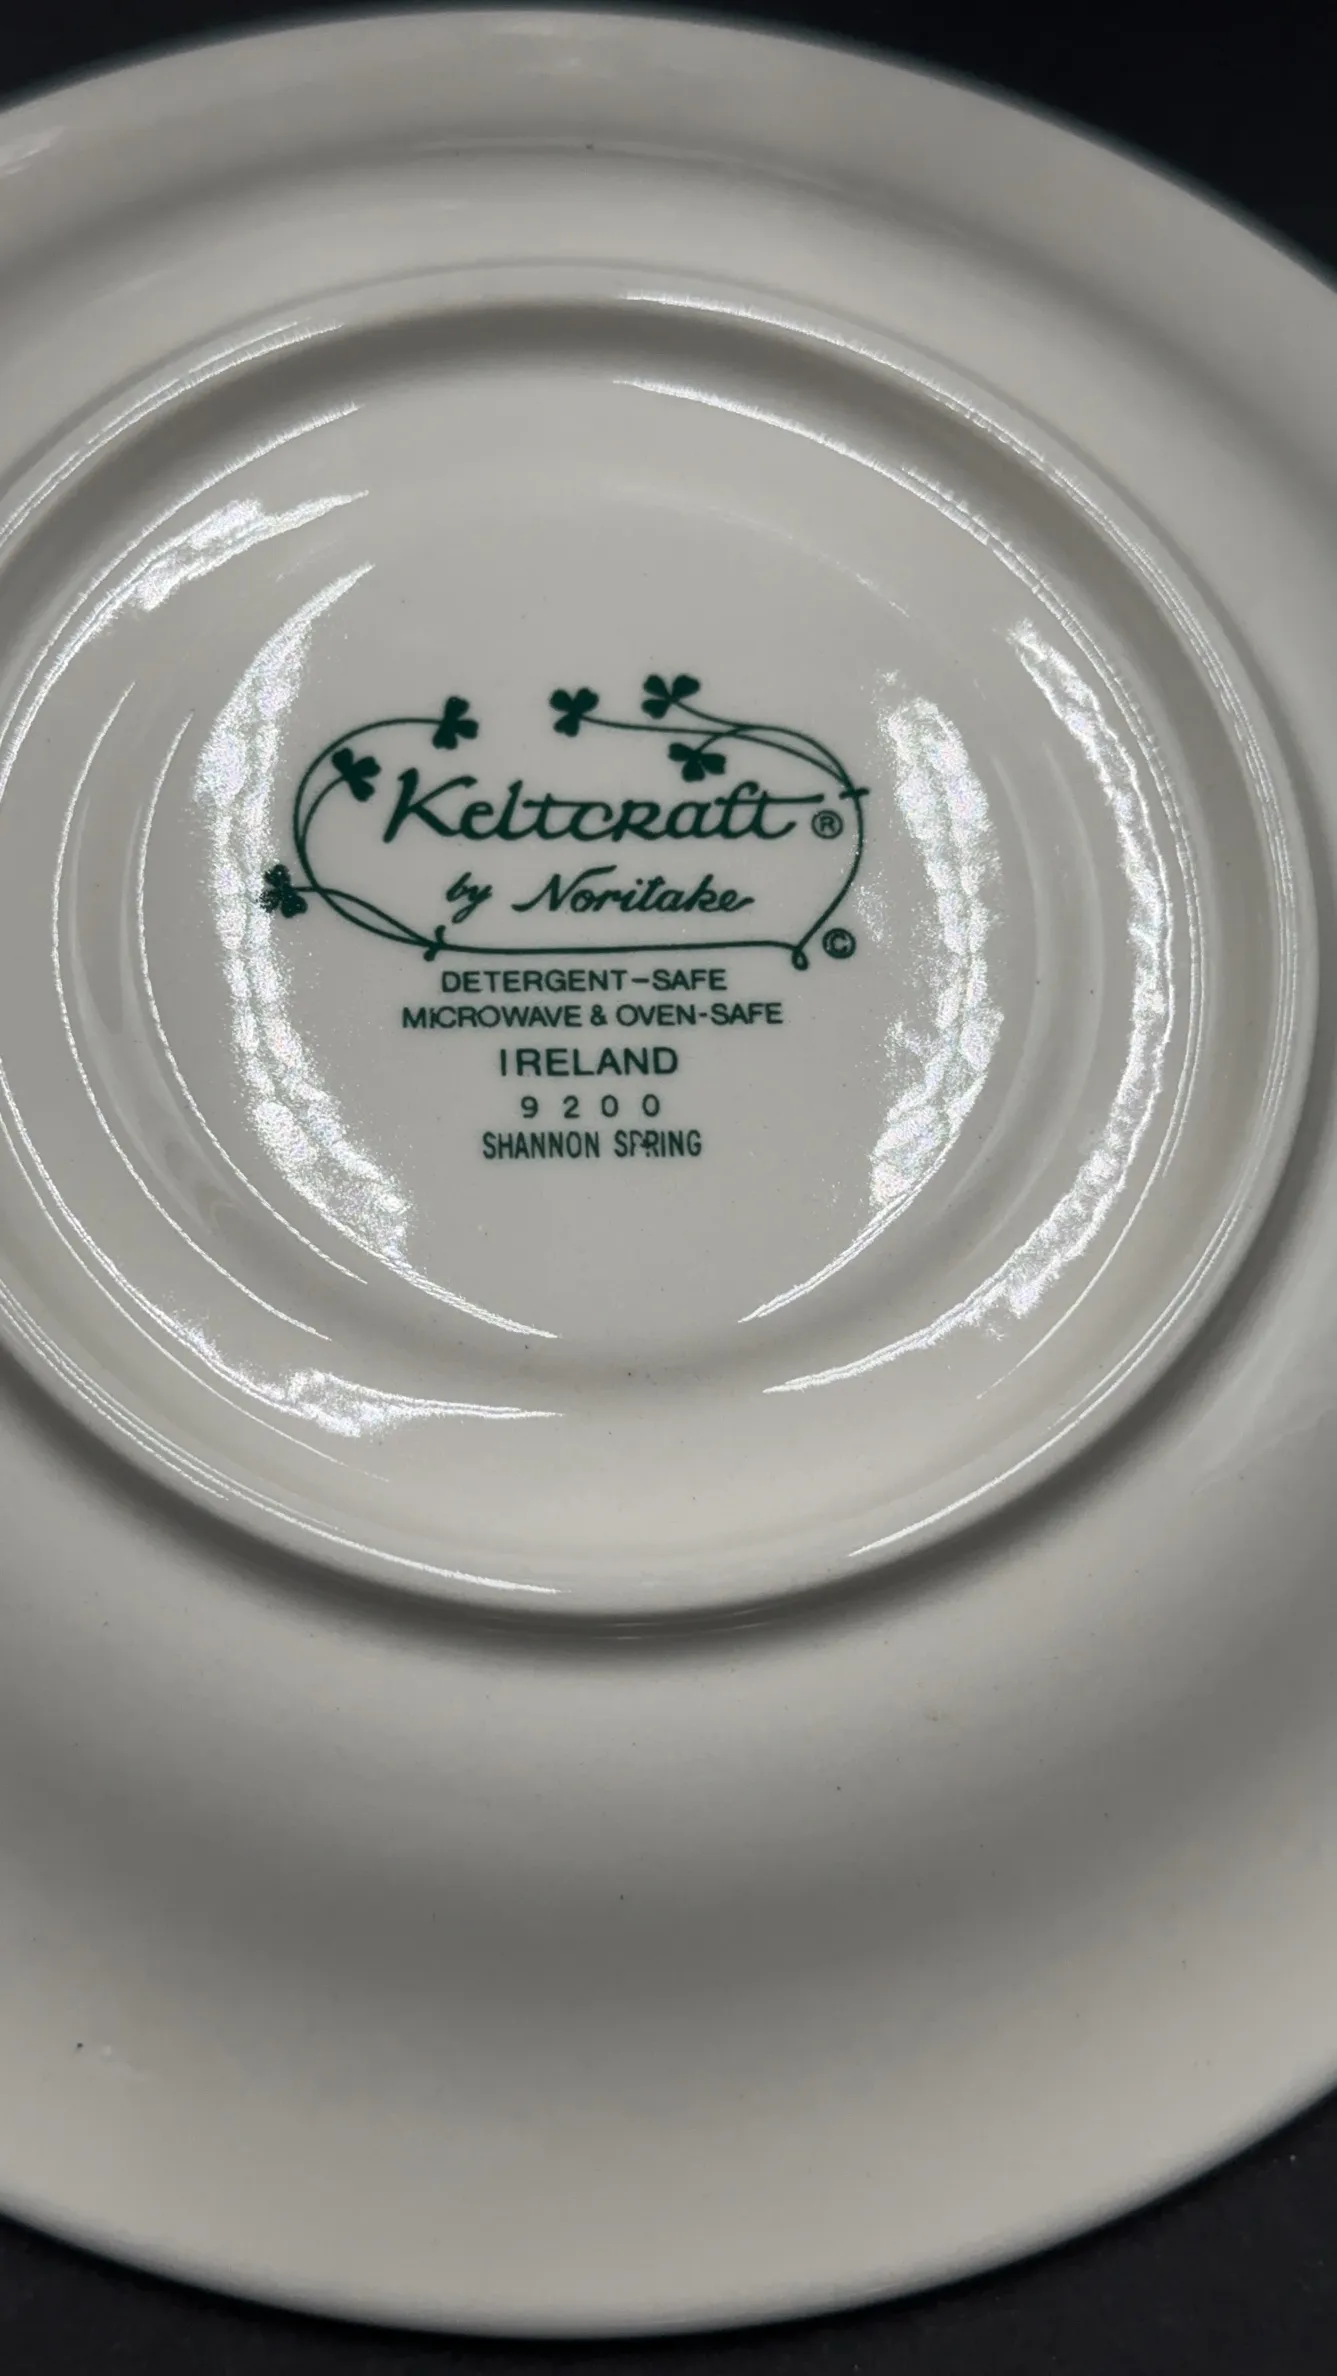 Keltcraft®
by Noritake
©
DETERGENT-SAFE
MICROWAVE & OVEN-SAFE
IRELAND
9200
SHANNON SPRING